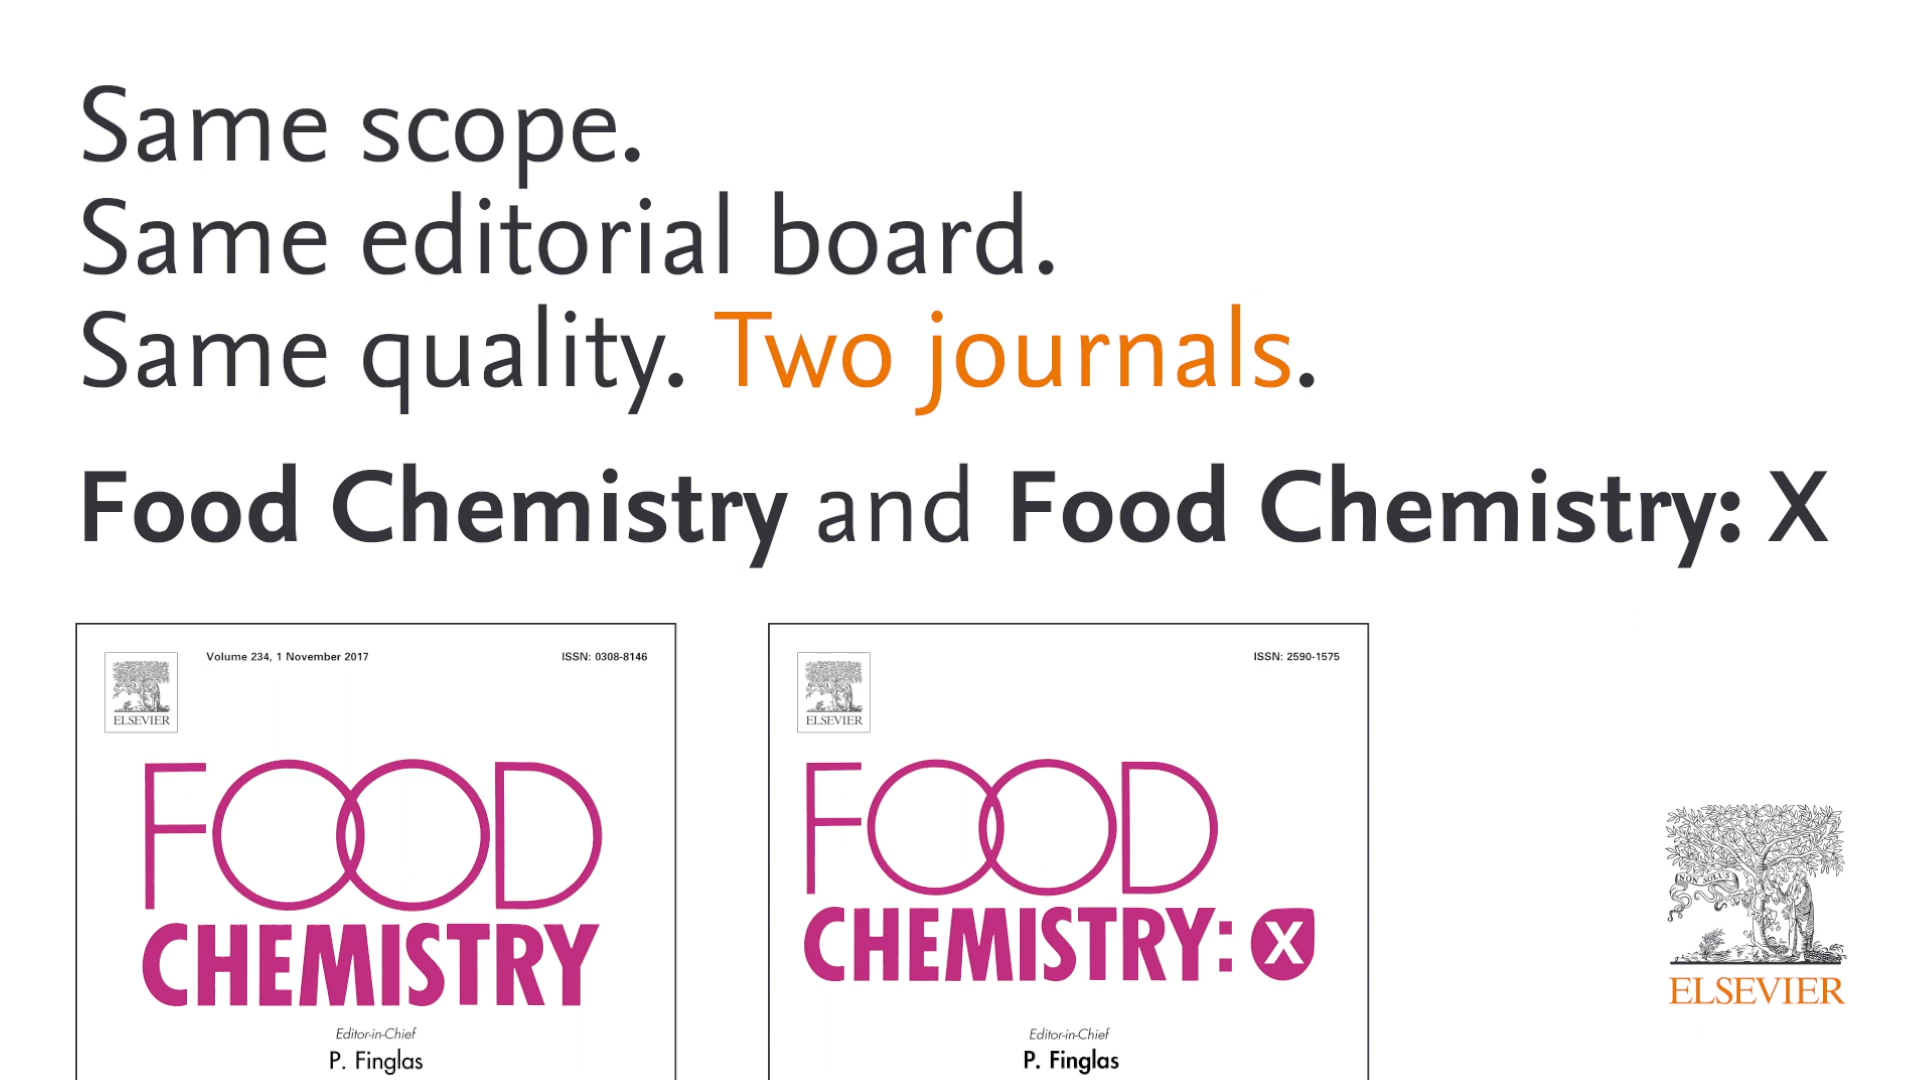 Same scope.
Same editorial board.
Same quality. Two journals.
Food Chemistry and Food Chemistry: X
Volume 234, 1 November 2017
ISSN: 0308-8146
ELSEVIER
FOOD
CHEMISTRY
Editor-in-Chief
P. Finglas
ISSN: 2590-1575
ELSEVIER
FOOD
CHEMISTRY: X
Editor-in-Chief
P. Finglas
NON SOLUS
ELSEVIER